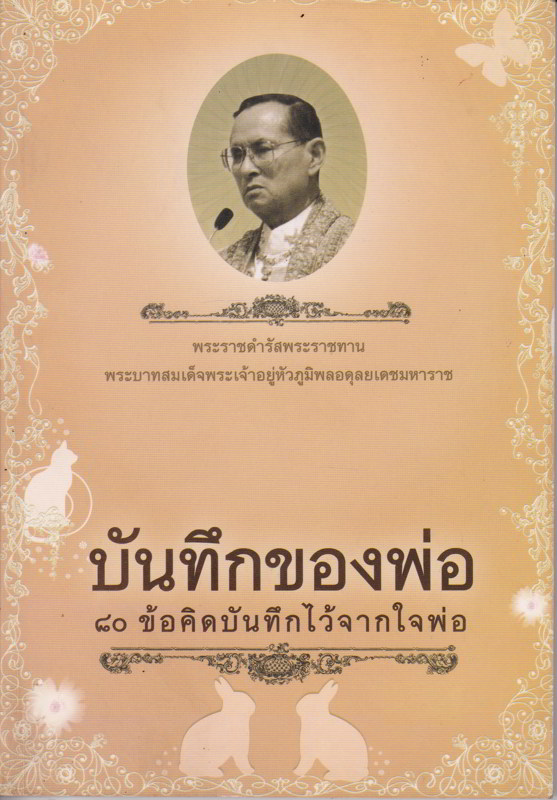 พระราชดำรัสพระราชทาน
พระบาทสมเด็จพระเจ้าอยู่หัวภูมิพลอดุลยเดชมหาราช
บันทึกของพ่อ
๘๐ ข้อคิดบันทึกไว้จากใจพ่อ